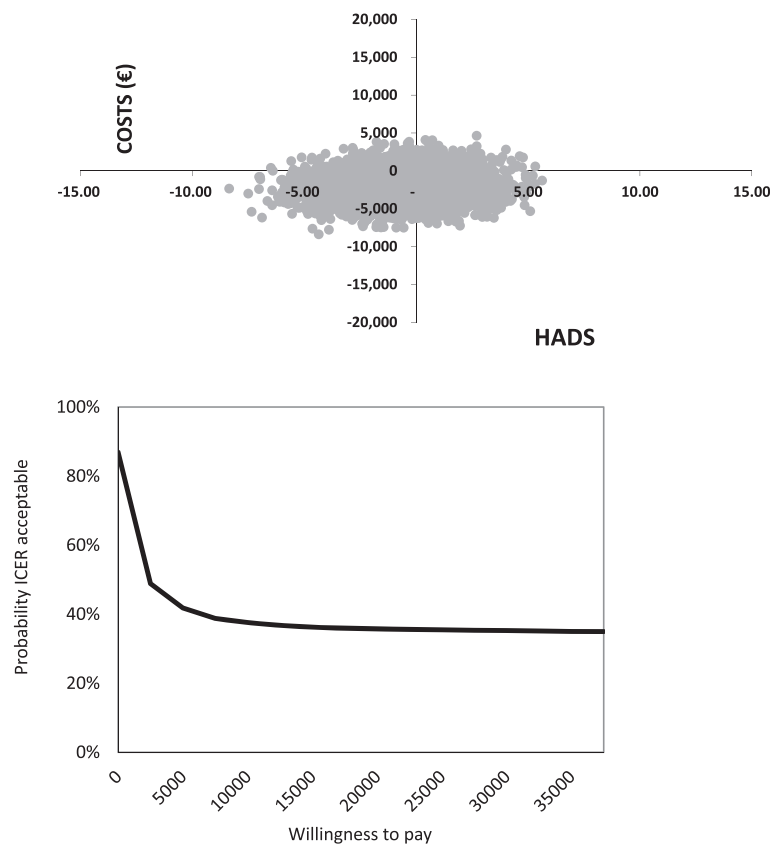 20,000
15,000
10,000
5,000
0
-5,000
-10,000
-15,000
-20,000
COSTS (€)
-15.00 -10.00 -5.00 - 5.00 10.00 15.00
HADS
100%
80%
60%
40%
20%
0%
Probability ICER acceptable
0 5000 10000 15000 20000 25000 30000 35000
Willingness to pay